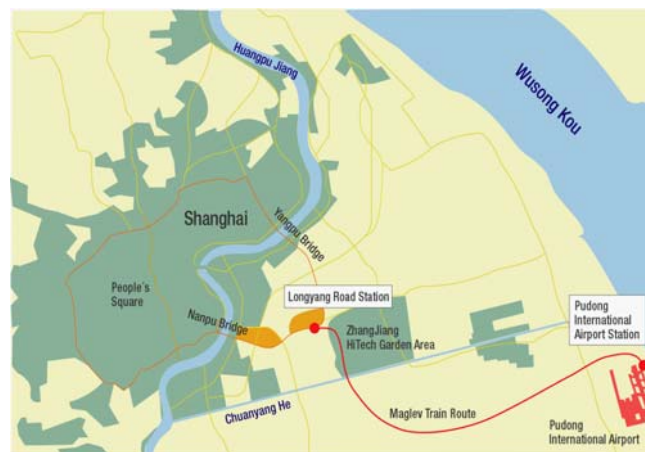 Huangpu Jiang
Wusong Kou
Shanghai
Yangpu Bridge
People's
Square
Longyang Road Station
Nanpu Bridge
ZhangJiang
HiTech Garden Area
Pudong
International
Airport Station
Chuanyang He
Maglev Train Route
Pudong
International Airport